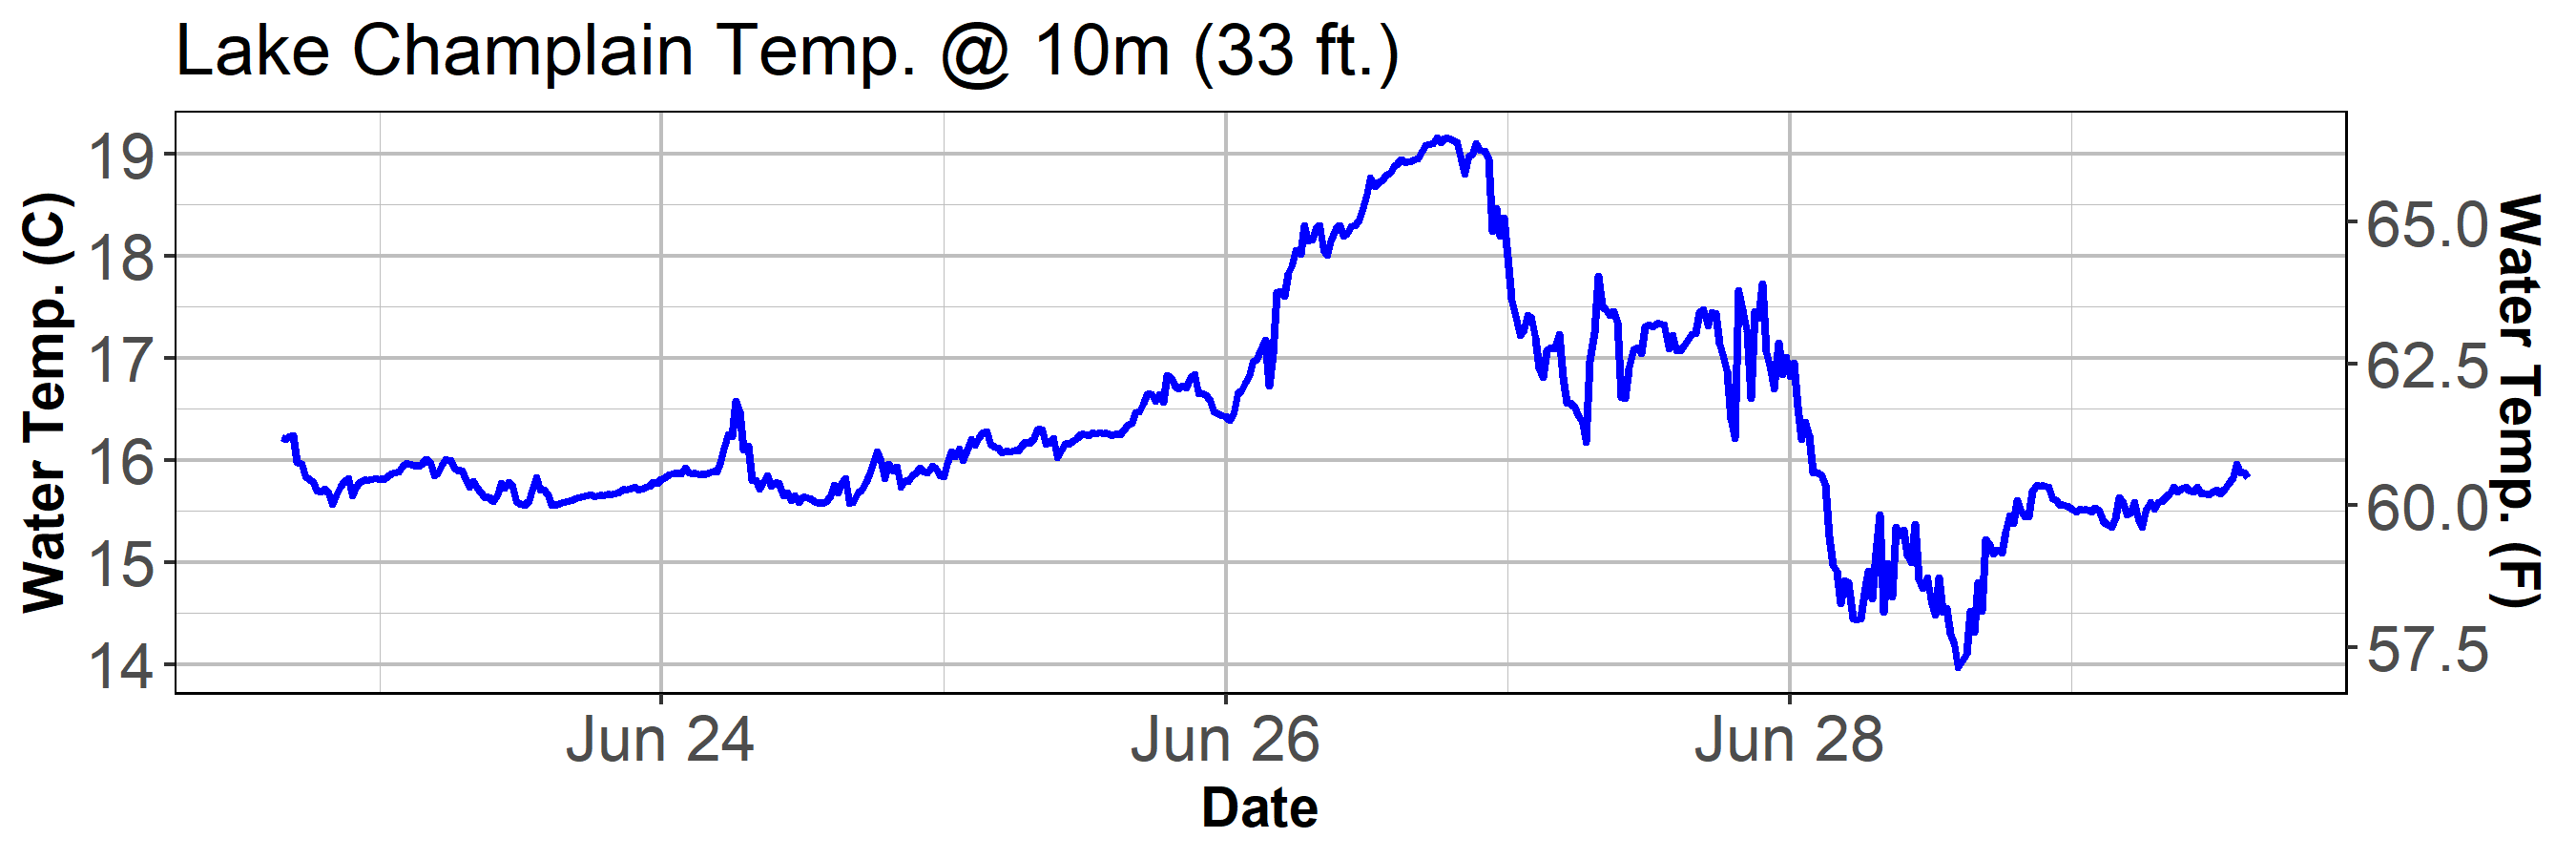 Lake Champlain Temp. @ 10m (33 ft.)
Water Temp. (C)
19
18
17
16
15
14
65.0
62.5
60.0
57.5
Water Temp. (F)
Jun 24
Jun 26
Jun 28
Date